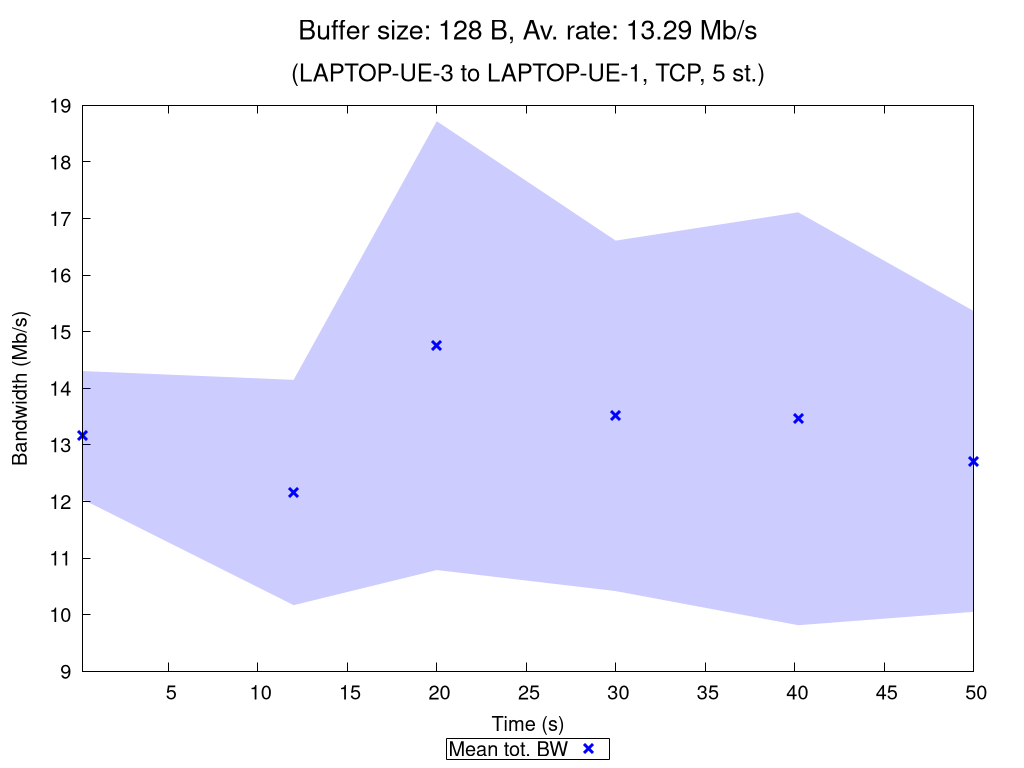 Buffer size: 128 B, Av. rate: 13.29 Mb/s
(LAPTOP-UE-3 to LAPTOP-UE-1, TCP, 5 st.)
19
18
17
16
15
14
13
12
11
10
9
Bandwidth (Mb/s)
5 10 15 20 25 30 35 40 45 50
Time (s)
Mean tot. BW